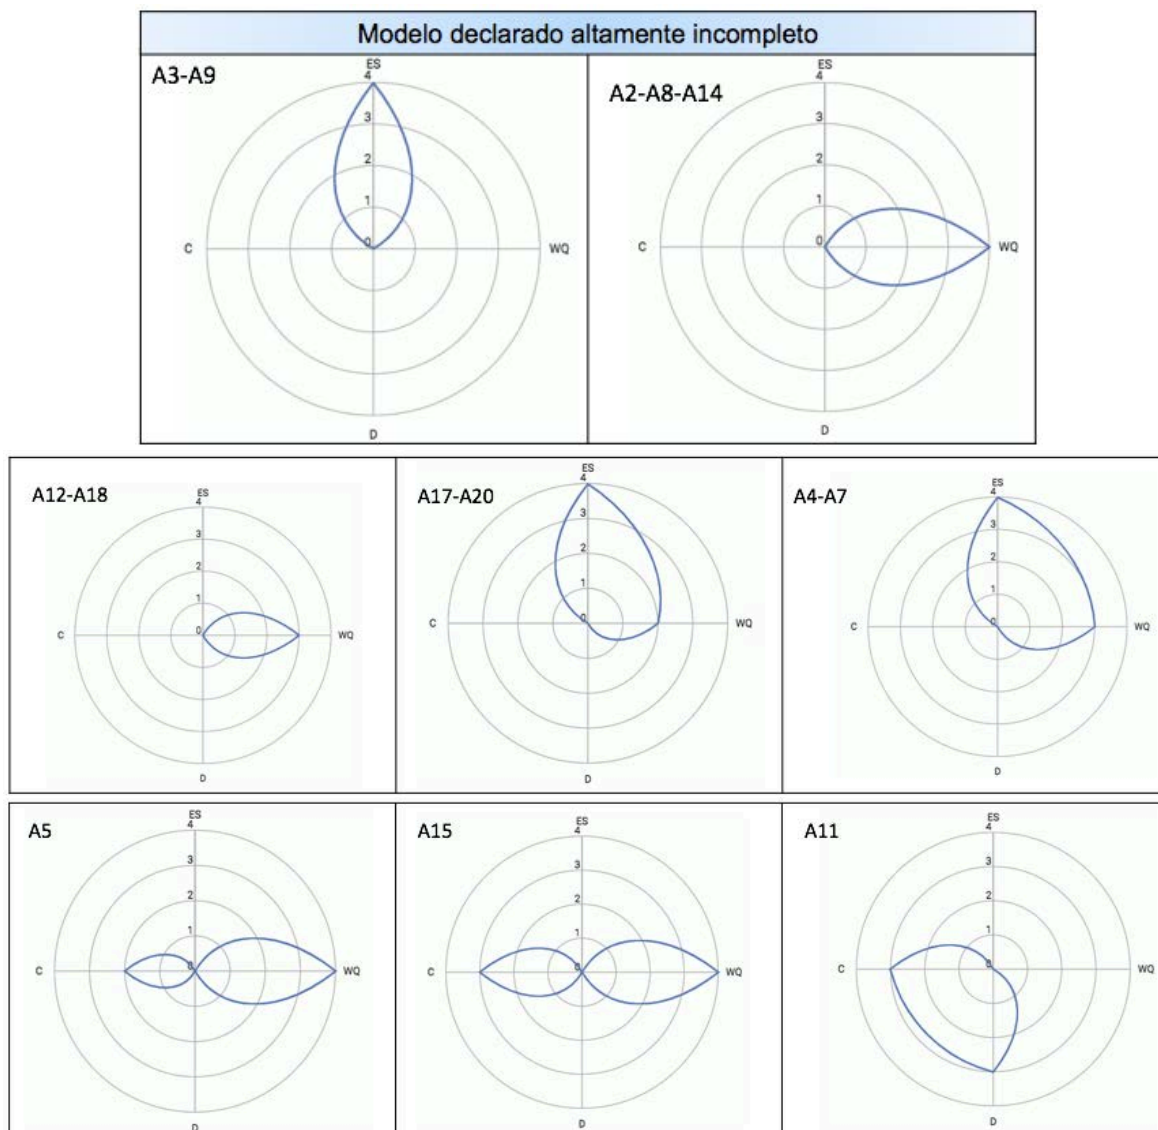 Modelo declarado altamente incompleto
A3-A9
ES
4
3
2
1
0
C
WQ
D
A2-A8-A14
ES
4
3
2
1
0
C
WQ
D
A12-A18
ES
4
3
2
1
0
C
WQ
D
A17-A20
ES
4
3
2
1
0
C
WQ
D
A4-A7
ES
4
3
2
1
0
C
WQ
D
A5
ES
4
3
2
1
0
C
WQ
D
A15
ES
4
3
2
1
0
C
WQ
D
A11
ES
4
3
2
1
0
C
WQ
D